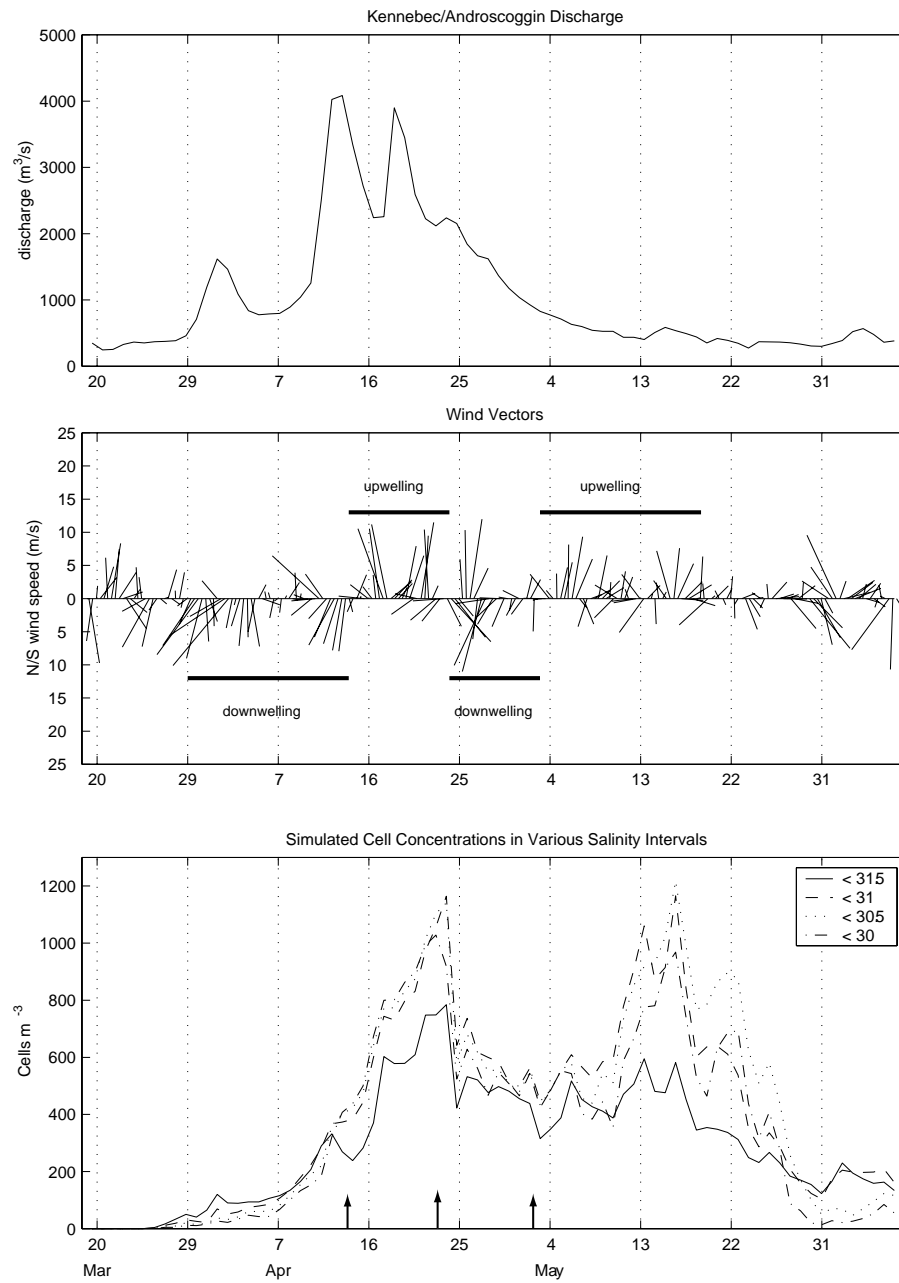 Kennebec/Androscoggin Discharge
5000
4000
3000
2000
1000
0
discharge (m³/s)
20 29 7 16 25 4 13 22 31
Wind Vectors
25
20
15
10
5
0
5
10
15
20
25
N/S wind speed (m/s)
upwelling upwelling
downwelling downwelling
20 29 7 16 25 4 13 22 31
Simulated Cell Concentrations in Various Salinity Intervals
1200
1000
800
600
400
200
0
Cells m ⁻³
< 315
< 31
< 305
< 30
20 29 7 16 25 4 13 22 31
Mar Apr May